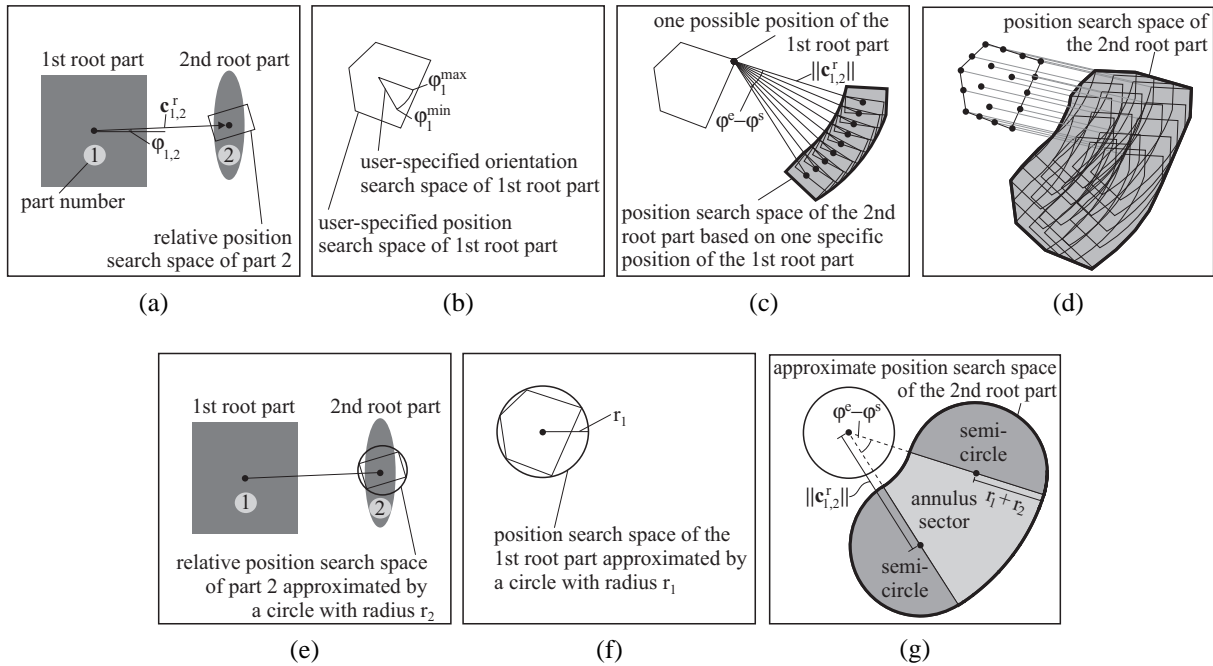 1st root part
2nd root part
c^r_{1,2}
φ_{1,2}
1
2
part number
relative position
search space of part 2
(a)
φ_1^max
φ_1^min
user-specified orientation
search space of 1st root part
user-specified position
search space of 1st root part
(b)
one possible position of the
1st root part
||c^r_{1,2}||
φ^e–φ^s
position search space of the 2nd
root part based on one specific
position of the 1st root part
(c)
position search space of
the 2nd root part
(d)
1st root part
2nd root part
1
2
relative position search space
of part 2 approximated by
a circle with radius r_2
(e)
r_1
position search space of the
1st root part approximated by
a circle with radius r_1
(f)
approximate position search space
of the 2nd root part
φ^e–φ^s
semi-
circle
||c^r_{1,2}||
annulus
sector
r_1+r_2
semi-
circle
(g)